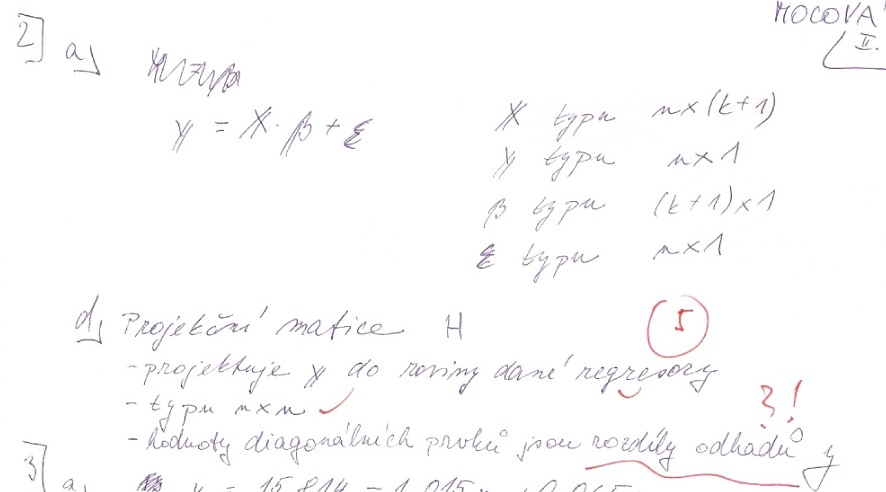 MOCOVÁ
II.
2] a)
y = X · β + ε
X typu n×(k+1)
y typu n×1
β typu (k+1)×1
ε typu n×1
d) Projekční matice H
5
- projektuje y do roviny dané regresory
- typu n×n ✓
?!
- hodnoty diagonálních prvků jsou rozdíly odhadů y
3] a)